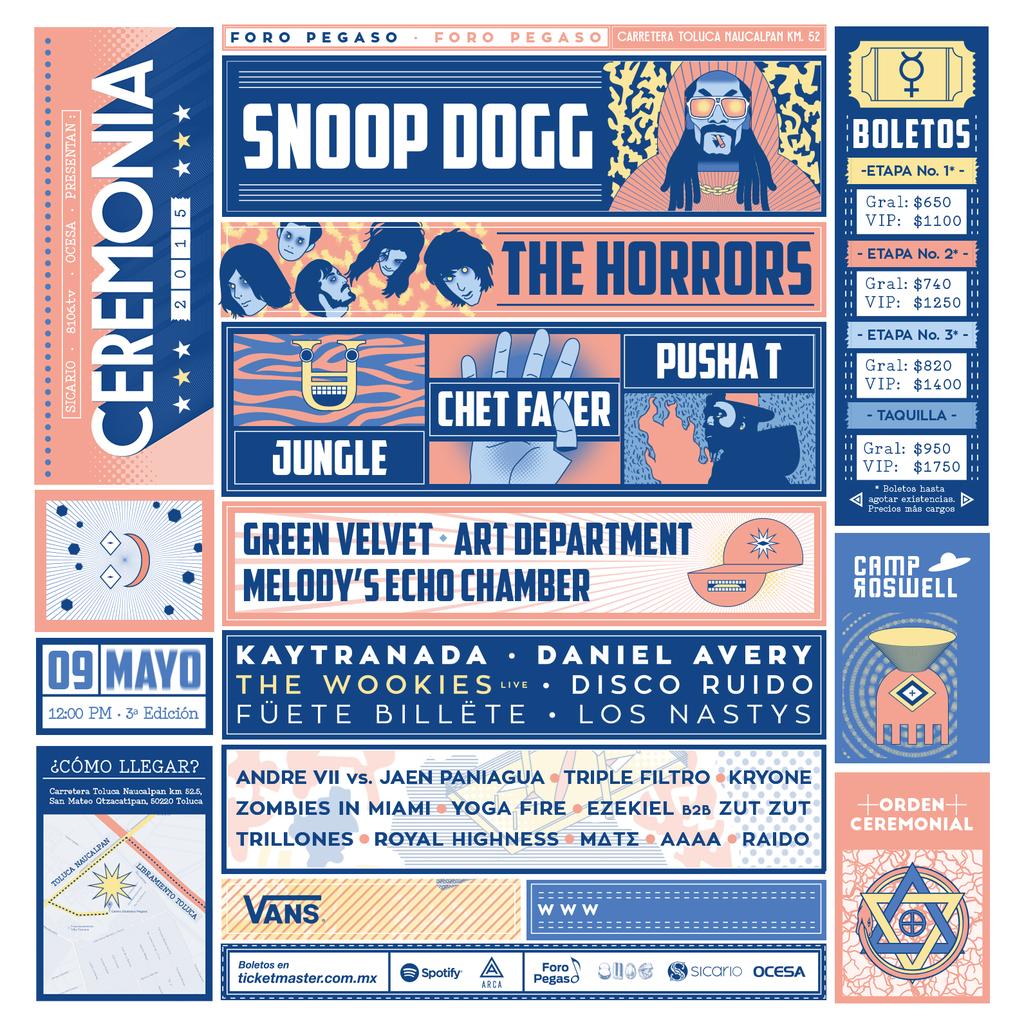 SICARIO · 8106.tv · OCESA · PRESENTAN:
CEREMONIA
2015
FORO PEGASO · FORO PEGASO
CARRETERA TOLUCA NAUCALPAN KM. 52
SNOOP DOGG
THE HORRORS
JUNGLE
CHET FAKER
PUSHA T
GREEN VELVET · ART DEPARTMENT
MELODY'S ECHO CHAMBER
KAYTRANADA · DANIEL AVERY
THE WOOKIES LIVE · DISCO RUIDO
FÜETE BILLËTE · LOS NASTYS
ANDRE VII vs. JAEN PANIAGUA · TRIPLE FILTRO · KRYONE
ZOMBIES IN MIAMI · YOGA FIRE · EZEKIEL B2B ZUT ZUT
TRILLONES · ROYAL HIGHNESS · MΔTΣ · AAAA · RAIDO
VANS
WWW
Boletos en
ticketmaster.com.mx
Spotify
ARCA
Foro
Pegaso
sicario
OCESA
09 MAYO
12:00 PM · 3ª Edición
¿CÓMO LLEGAR?
Carretera Toluca Naucalpan km 52.5,
San Mateo Otzacatipan, 50220 Toluca
TOLUCA NAUCALPAN
LIBRAMIENTO TOLUCA
BOLETOS
-ETAPA No. 1* -
Gral: $650
VIP: $1100
- ETAPA No. 2* -
Gral: $740
VIP: $1250
- ETAPA No. 3* -
Gral: $820
VIP: $1400
- TAQUILLA -
Gral: $950
VIP: $1750
* Boletos hasta
agotar existencias.
Precios más cargos
CAMP
ROSWELL
ORDEN
CEREMONIAL